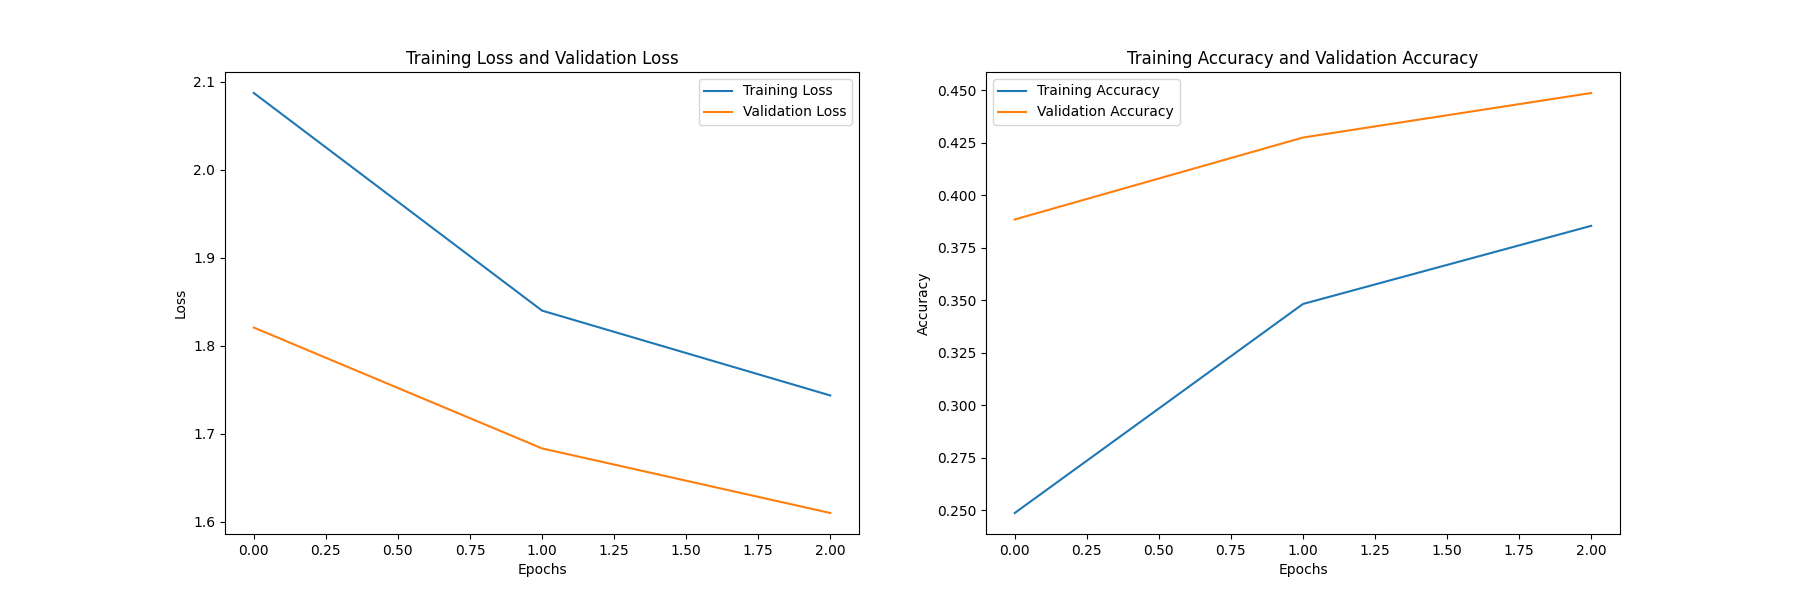 Training Loss and Validation Loss
2.1
2.0
1.9
1.8
1.7
1.6
Loss
Training Loss
Validation Loss
0.00 0.25 0.50 0.75 1.00 1.25 1.50 1.75 2.00
Epochs
Training Accuracy and Validation Accuracy
0.450
0.425
0.400
0.375
0.350
0.325
0.300
0.275
0.250
Accuracy
Training Accuracy
Validation Accuracy
0.00 0.25 0.50 0.75 1.00 1.25 1.50 1.75 2.00
Epochs